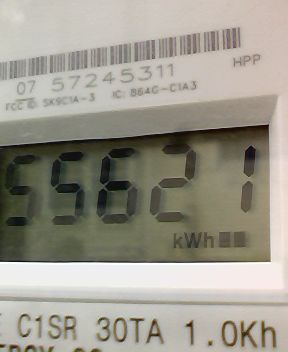 HPP
07 57245311
FCC ID: SK9C1A-3 IC: 864G-C1A3
55621
kWh
C1SR 30TA 1.0Kh